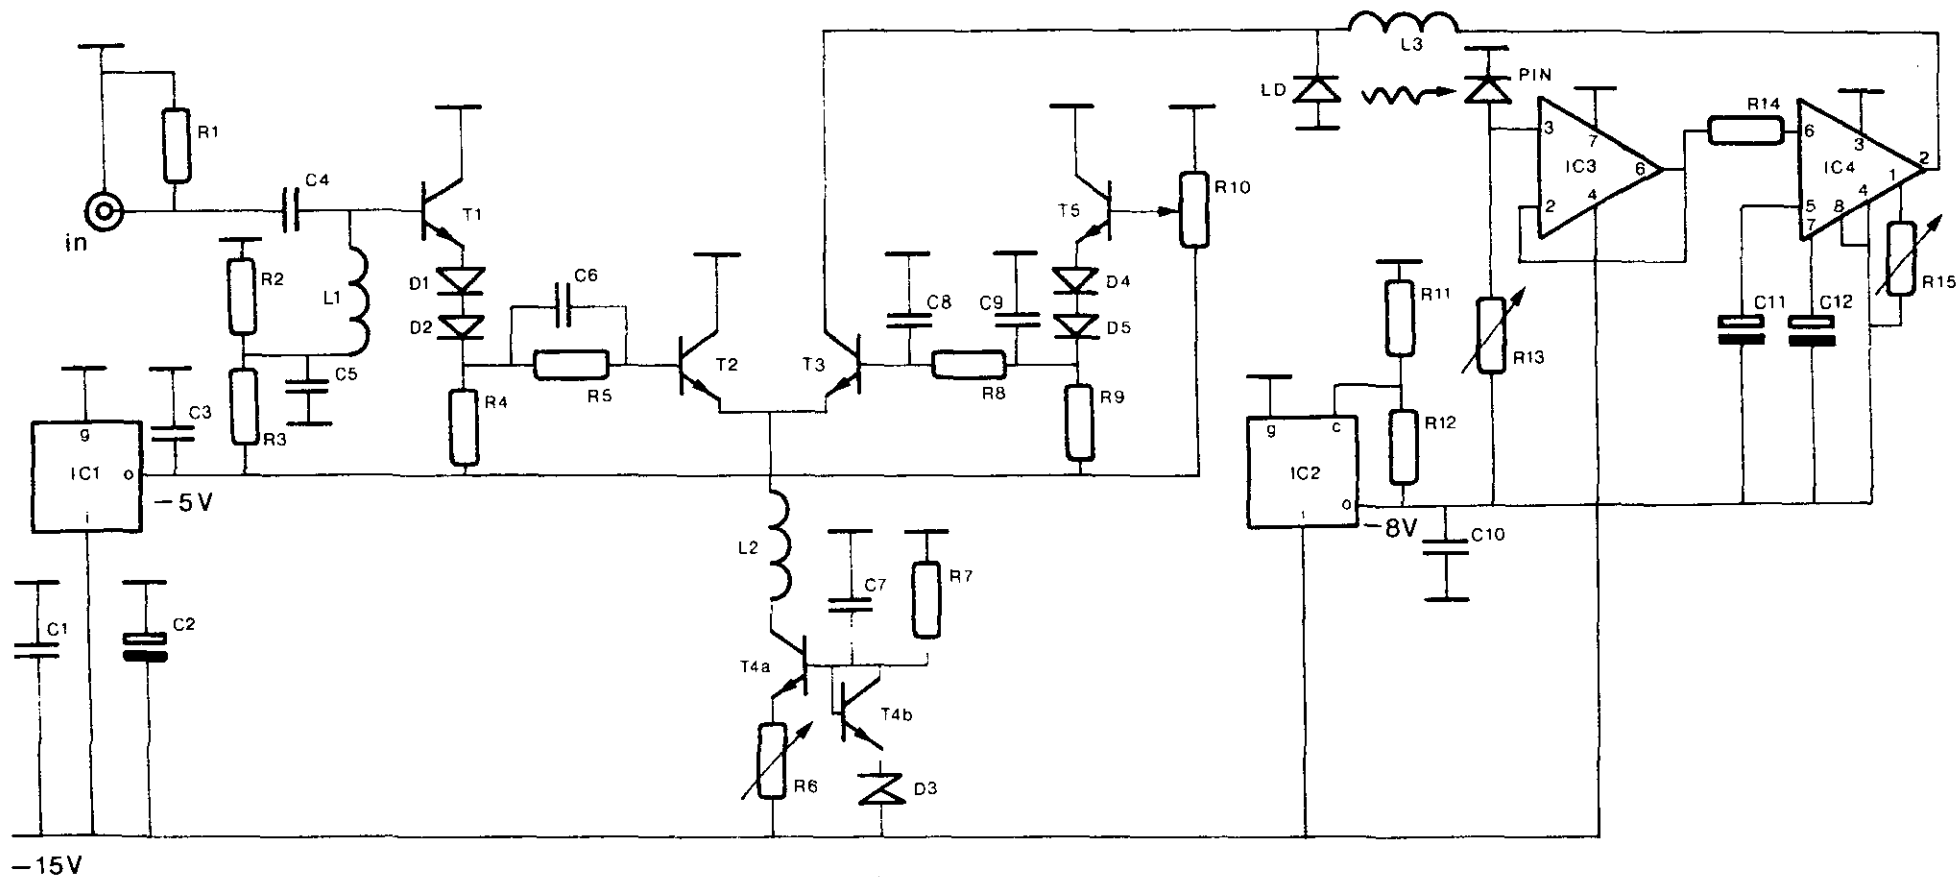 L3
PIN
LD
R14
R1
3
7
IC3
6
2
4
6
3
IC4
2
1
4
8
5
7
C4
R10
T1
T5
in
R2
L1
D1
D2
C6
C8
C9
D4
D5
R11
R13
C11
C12
R15
C5
R5
T2
T3
R8
R4
R9
g
C3
R3
IC1
o
i
-5V
g
c
R12
IC2
o
i
-8V
C10
L2
C7
R7
C1
C2
T4a
T4b
R6
D3
-15V